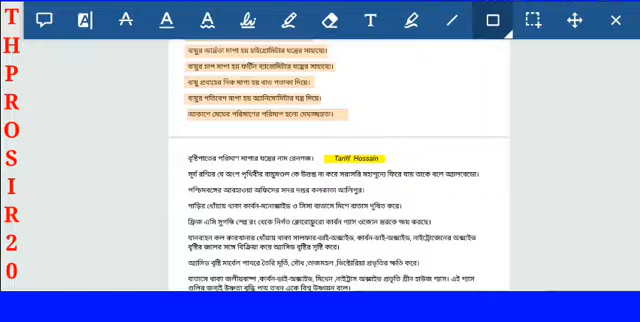 THPROSIR20
বায়ুর আর্দ্রতা মাপা হয় হাইগ্রোমিটার যন্ত্রের সাহায্যে।
বায়ুর চাপ মাপা হয় ফর্টিন ব্যারোমিটার যন্ত্রের সাহায্যে।
বায়ু প্রবাহের দিক মাপা হয় বাত পতাকা দিয়ে।
বায়ুর গতিবেগ মাপা হয় অ্যানিমোমিটার যন্ত্র দিয়ে।
আকাশে মেঘের পরিমাণের পরিমাপ হলো মেঘাচ্ছন্নতা।
বৃষ্টিপাতের পরিমাণ মাপার যন্ত্রের নাম রেনগজ। Tariff Hossain
সূর্য রশ্মির যে অংশ পৃথিবীর বায়ুমণ্ডল কে উত্তপ্ত না করে সরাসরি মহাশূন্যে ফিরে যায় তাকে বলে অ্যালবেডো।
পশ্চিমবঙ্গের আবহাওয়া অফিসের সদর দপ্তর কলকাতা আলিপুর।
গাড়ির ধোঁয়ায় থাকা কার্বন-মনোক্সাইড ও সিসা বাতাসে মিশে বাতাস দূষিত করে।
ফ্রিজ এসি সুগন্ধি স্প্রে রং থেকে নির্গত ক্লোরোফ্লুরো কার্বন গ্যাস ওজোন স্তরকে ক্ষয় করছে।
যানবাহন কল কারখানার ধোঁয়ায় থাকা সালফার-ডাই-অক্সাইড, কার্বন-ডাই-অক্সাইড, নাইট্রোজেনের অক্সাইড
বৃষ্টির জলের সঙ্গে বিক্রিয়া করে অ্যাসিড বৃষ্টির সৃষ্টি করে।
অ্যাসিড বৃষ্টি মার্বেল পাথরে তৈরি মূর্তি, সৌধ ,তাজমহল ,ভিক্টোরিয়া প্রভৃতির ক্ষতি করে।
বাতাসে থাকা জলীয়বাষ্প ,কার্বন-ডাই-অক্সাইড, মিথেন ,নাইট্রাস অক্সাইড প্রভৃতি গ্রীন হাউজ গ্যাস। এই গ্যাস
গুলির জন্যই উষ্ণতা বৃদ্ধি পায় তখন একে বিশ্ব উষ্ণায়ন বলে।